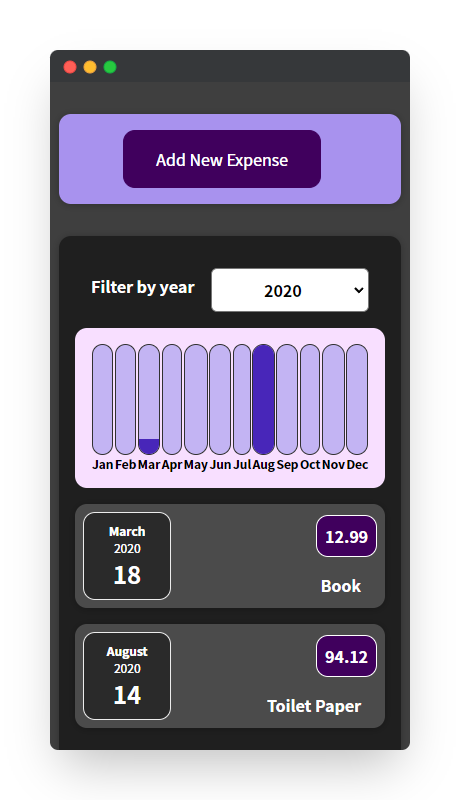 Add New Expense
Filter by year 2020
Jan Feb Mar Apr May Jun Jul Aug Sep Oct Nov Dec
March
2020
18
12.99
Book
August
2020
14
94.12
Toilet Paper